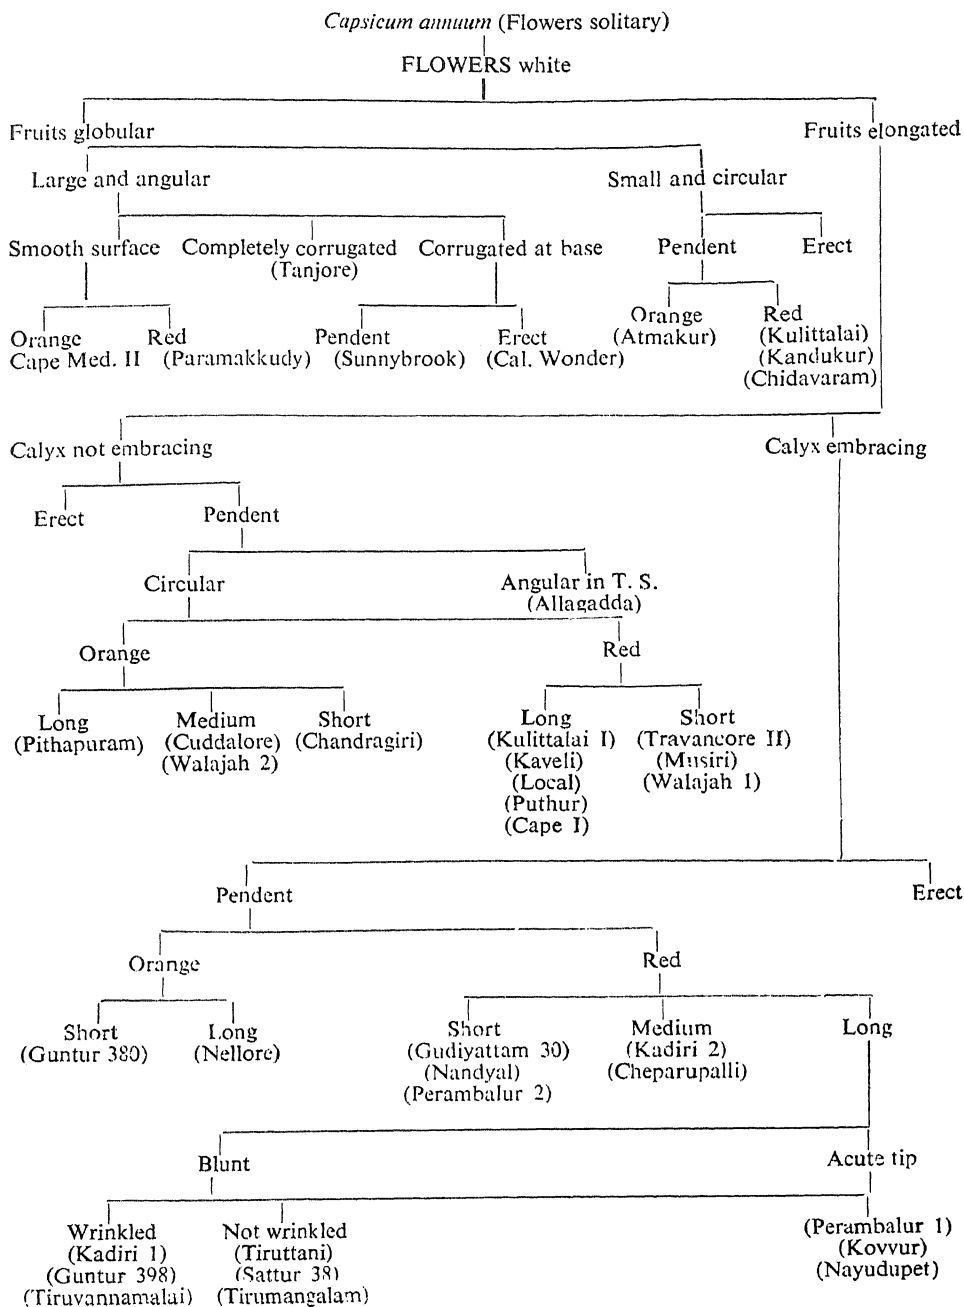 Capsicum annuum (Flowers solitary)
FLOWERS white
Fruits globular
Fruits elongated
Large and angular
Small and circular
Smooth surface
Completely corrugated
(Tanjore)
Corrugated at base
Pendent
Erect
Orange
Cape Med. II
Red
(Paramakkudy)
Pendent
(Sunnybrook)
Erect
(Cal. Wonder)
Orange
(Atmakur)
Red
(Kulittalai)
(Kandukur)
(Chidavaram)
Calyx not embracing
Calyx embracing
Erect
Pendent
Circular
Angular in T. S.
(Allagadda)
Orange
Red
Long
(Pithapuram)
Medium
(Cuddalore)
(Walajah 2)
Short
(Chandragiri)
Long
(Kulittalai I)
(Kaveli)
(Local)
(Puthur)
(Cape I)
Short
(Travancore II)
(Musiri)
(Walajah 1)
Pendent
Erect
Orange
Red
Short
(Guntur 380)
Long
(Nellore)
Short
(Gudiyattam 30)
(Nandyal)
(Perambalur 2)
Medium
(Kadiri 2)
(Cheparupalli)
Long
Blunt
Acute tip
Wrinkled
(Kadiri 1)
(Guntur 398)
(Tiruvannamalai)
Not wrinkled
(Tiruttani)
(Sattur 38)
(Tirumangalam)
(Perambalur 1)
(Kovvur)
(Nayudupet)